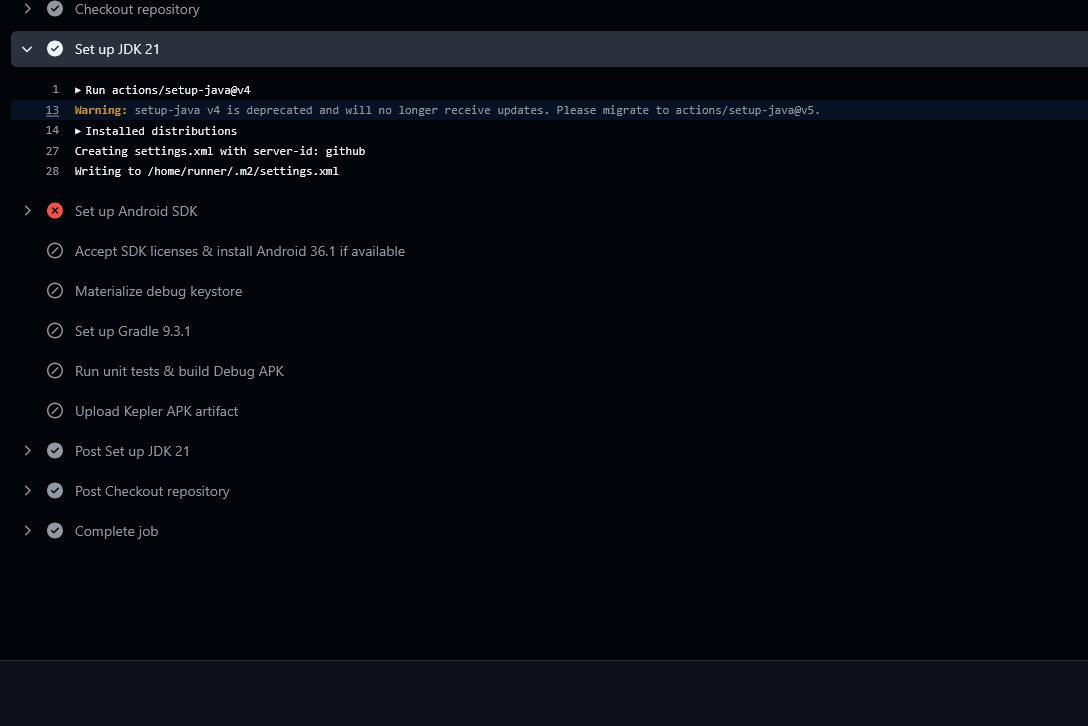 Checkout repository
Set up JDK 21
1 Run actions/setup-java@v4
13 Warning: setup-java v4 is deprecated and will no longer receive updates. Please migrate to actions/setup-java@v5.
14 Installed distributions
27 Creating settings.xml with server-id: github
28 Writing to /home/runner/.m2/settings.xml
Set up Android SDK
Accept SDK licenses & install Android 36.1 if available
Materialize debug keystore
Set up Gradle 9.3.1
Run unit tests & build Debug APK
Upload Kepler APK artifact
Post Set up JDK 21
Post Checkout repository
Complete job